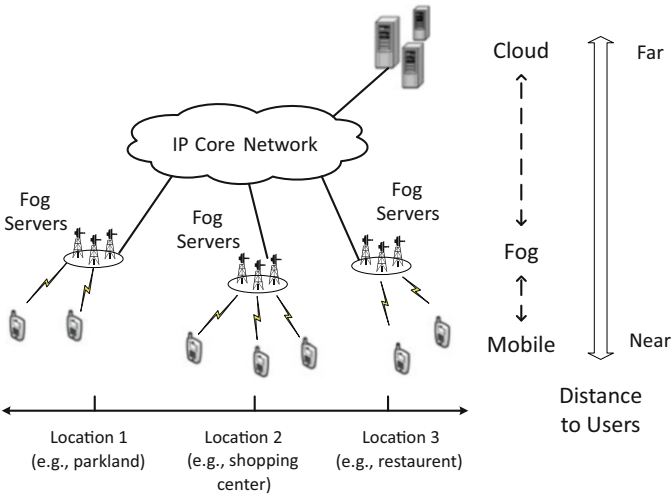 Cloud
Far
IP Core Network
Fog
Servers
Fog
Servers
Fog
Servers
Fog
Mobile
Near
Distance
to Users
Location 1
(e.g., parkland)
Location 2
(e.g., shopping
center)
Location 3
(e.g., restaurent)